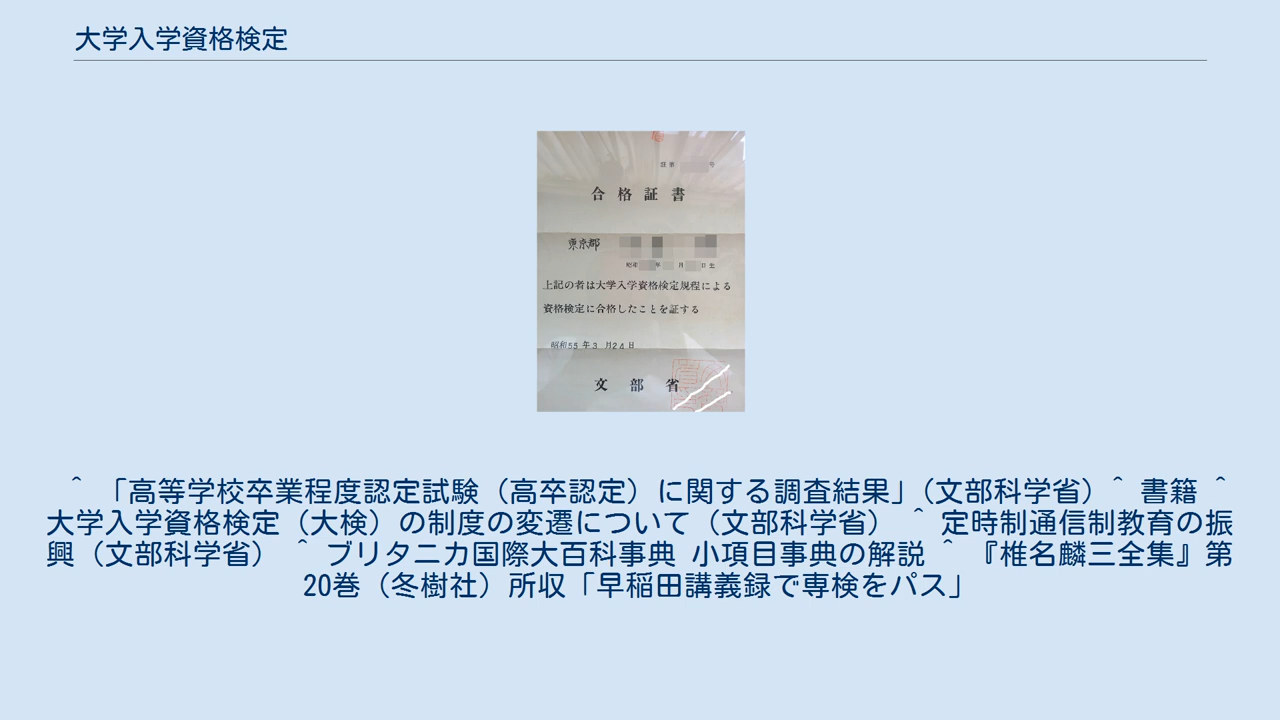 大学入学資格検定
証第 号
合格証書
東京都
昭和 年 月 日生
上記の者は大学入学資格検定規程による
資格検定に合格したことを証する
昭和55年3月24日
文部省
^ 「高等学校卒業程度認定試験（高卒認定）に関する調査結果」（文部科学省）^ 書籍 ^
大学入学資格検定（大検）の制度の変遷について（文部科学省） ^ 定時制通信制教育の振
興（文部科学省） ^ ブリタニカ国際大百科事典 小項目事典の解説 ^ 『椎名麟三全集』第
20巻（冬樹社）所収「早稲田講義録で専検をパス」